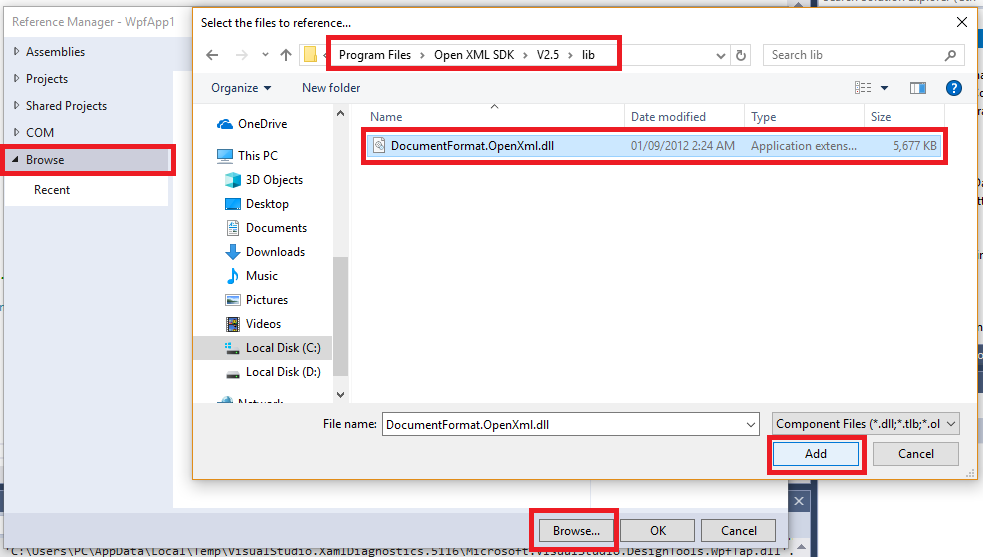 Reference Manager - WpfApp1
Assemblies
Projects
Shared Projects
COM
Browse
Recent
Select the files to reference...
Program Files › Open XML SDK › V2.5 › lib
Search lib
Organize
New folder
Name
Date modified
Type
Size
DocumentFormat.OpenXml.dll 01/09/2012 2:24 AM Application extens... 5,677 KB
OneDrive
This PC
3D Objects
Desktop
Documents
Downloads
Music
Pictures
Videos
Local Disk (C:)
Local Disk (D:)
Network
File name: DocumentFormat.OpenXml.dll
Component Files (*.dll;*.tlb;*.ol
Add
Cancel
Browse...
OK
Cancel
"C:\Users\PC\AppData\Local\Temp\VisualStudio.XamlDiagnostics.5116\Microsoft.VisualStudio.DesignTools.WpfTap.dll".